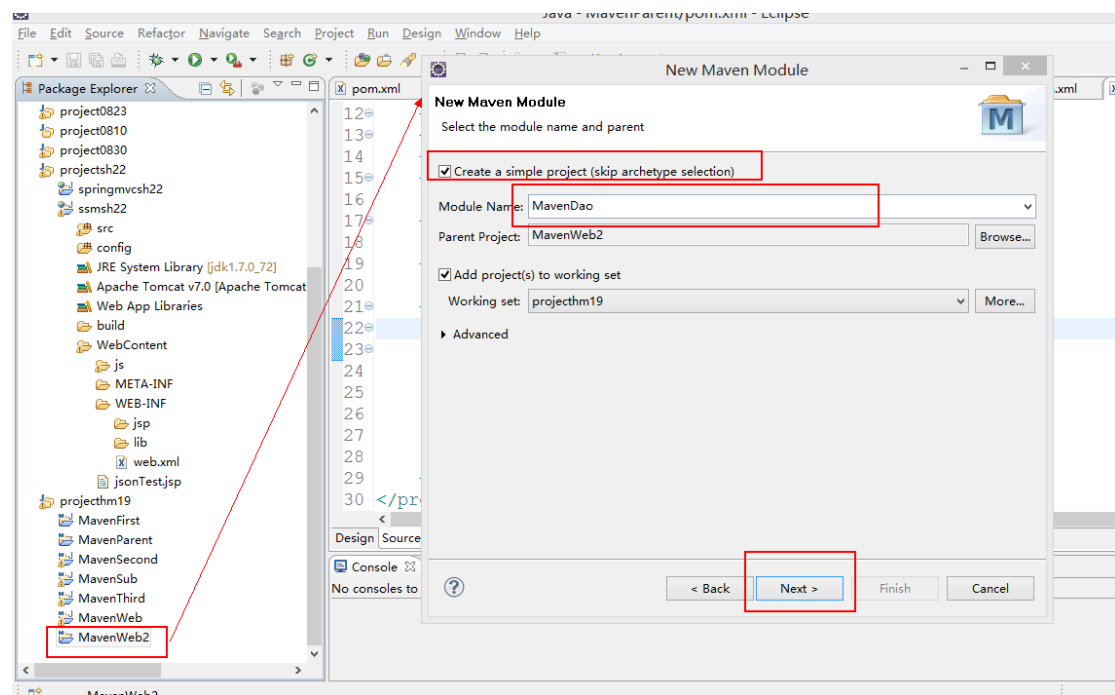 Java - MavenParent/pom.xml - Eclipse
File Edit Source Refactor Navigate Search Project Run Design Window Help
Package Explorer
project0823
project0810
project0830
projectsh22
springmvcsh22
ssmsh22
src
config
JRE System Library [jdk1.7.0_72]
Apache Tomcat v7.0 [Apache Tomcat
Web App Libraries
build
WebContent
js
META-INF
WEB-INF
jsp
lib
web.xml
jsonTest.jsp
projecthm19
MavenFirst
MavenParent
MavenSecond
MavenSub
MavenThird
MavenWeb
MavenWeb2
pom.xml
.xml
12
13
14
15
16
17
18
19
20
21
22
23
24
25
26
27
28
29
30 </pr
Design Source
Console
No consoles to
New Maven Module
New Maven Module
Select the module name and parent
M
Create a simple project (skip archetype selection)
Module Name: MavenDao
Parent Project: MavenWeb2 Browse...
Add project(s) to working set
Working set: projecthm19 More...
Advanced
? < Back Next > Finish Cancel
MavenWeb2